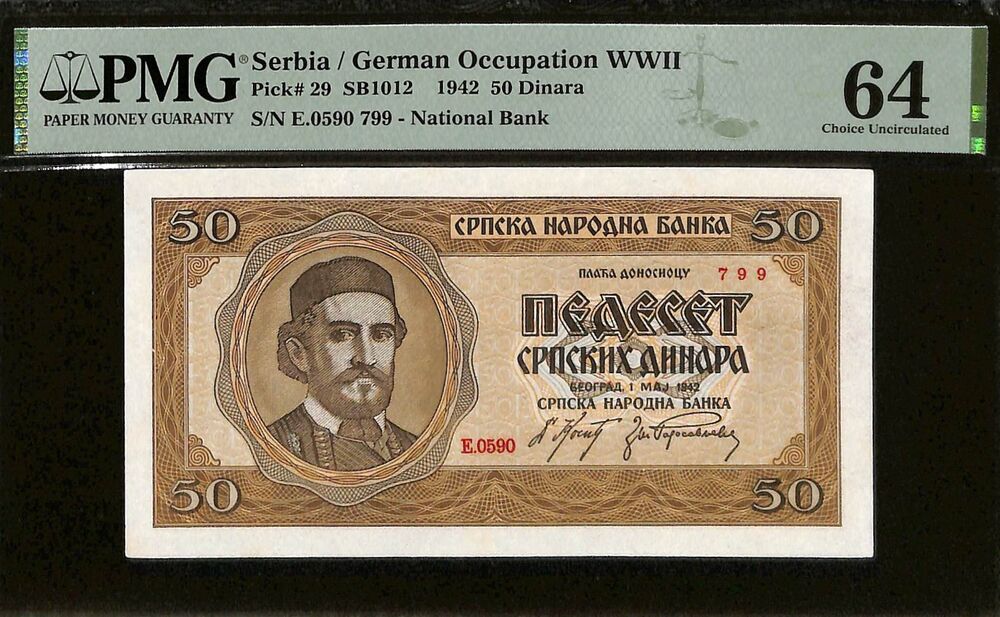 PMG® Serbia / German Occupation WWII
Pick# 29 SB1012 1942 50 Dinara
PAPER MONEY GUARANTY S/N E.0590 799 - National Bank
64
Choice Uncirculated
50 СРПСКА НАРОДНА БАНКА 50
ПЛАЋА ДОНОСИОЦУ 799
ПЕДЕСЕТ
СРПСКИХ ДИНАРА
БЕОГРАД, 1 МАЈ 1942
СРПСКА НАРОДНА БАНКА
E.0590
50 50